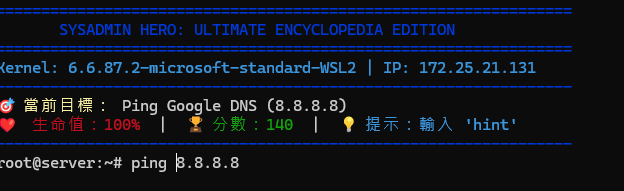 SYSADMIN HERO: ULTIMATE ENCYCLOPEDIA EDITION
Kernel: 6.6.87.2-microsoft-standard-WSL2 | IP: 172.25.21.131
🎯 當前目標： Ping Google DNS (8.8.8.8)
❤️ 生命值：100% | 🏆 分數：140 | 💡 提示：輸入 'hint'
root@server:~# ping 8.8.8.8